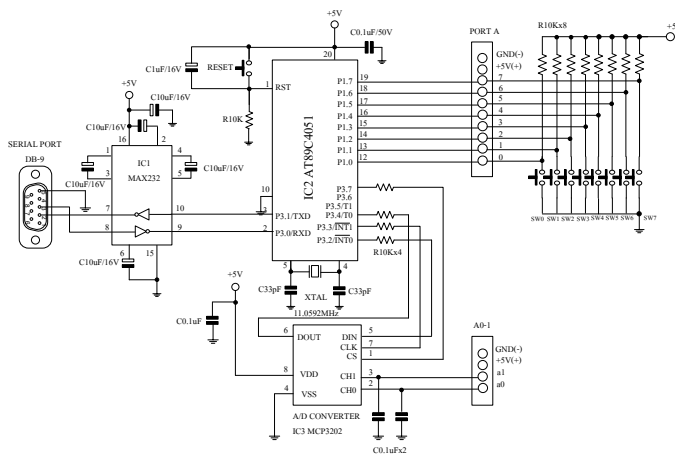 +5V
C0.1uF/50V
20
C1uF/16V
RESET
1
RST
R10K
+5V
C10uF/16V
C10uF/16V
16
2
SERIAL PORT
DB-9
1
3
C10uF/16V
IC1
MAX232
4
5
C10uF/16V
7
10
8
9
6
15
C10uF/16V
IC2 AT89C4051
P1.7
19
P1.6
18
P1.5
17
P1.4
16
P1.3
15
P1.2
14
P1.1
13
P1.0
12
10
3
P3.1/TXD
2
P3.0/RXD
P3.7
P3.6
P3.5/T1
P3.4/T0
P3.3/INT1
P3.2/INT0
R10Kx4
5
4
C33pF
C33pF
XTAL
11.0592MHz
PORT A
GND(-)
+5V(+)
7
6
5
4
3
2
1
0
R10Kx8
+5
SW0
SW1
SW2
SW3
SW4
SW5
SW6
SW7
+5V
C0.1uF
6
DOUT
DIN
5
CLK
7
CS
1
8
VDD
CH1
3
4
VSS
CH0
2
A/D CONVERTER
IC3 MCP3202
C0.1uFx2
A0-1
GND(-)
+5V(+)
a1
a0